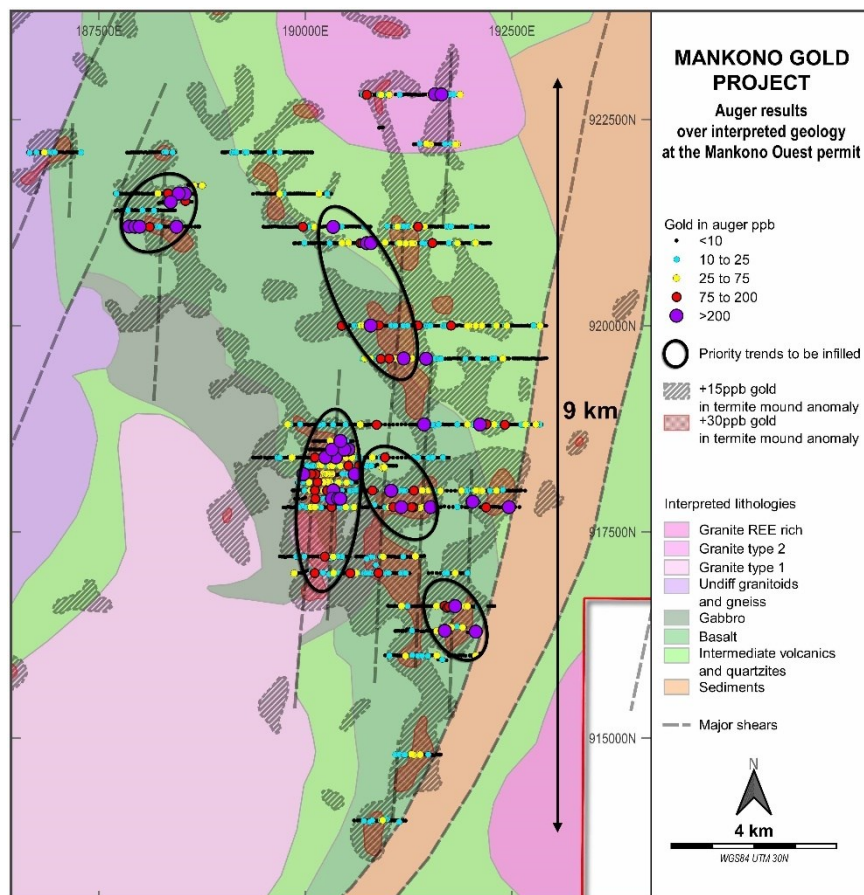 187500E
190000E
192500E
922500N
920000N
917500N
915000N
9 km
MANKONO GOLD
PROJECT
Auger results
over interpreted geology
at the Mankono Ouest permit
Gold in auger ppb
<10
10 to 25
25 to 75
75 to 200
>200
Priority trends to be infilled
+15ppb gold
in termite mound anomaly
+30ppb gold
in termite mound anomaly
Interpreted lithologies
Granite REE rich
Granite type 2
Granite type 1
Undiff granitoids
and gneiss
Gabbro
Basalt
Intermediate volcanics
and quartzites
Sediments
Major shears
N
4 km
WGS84 UTM 30N